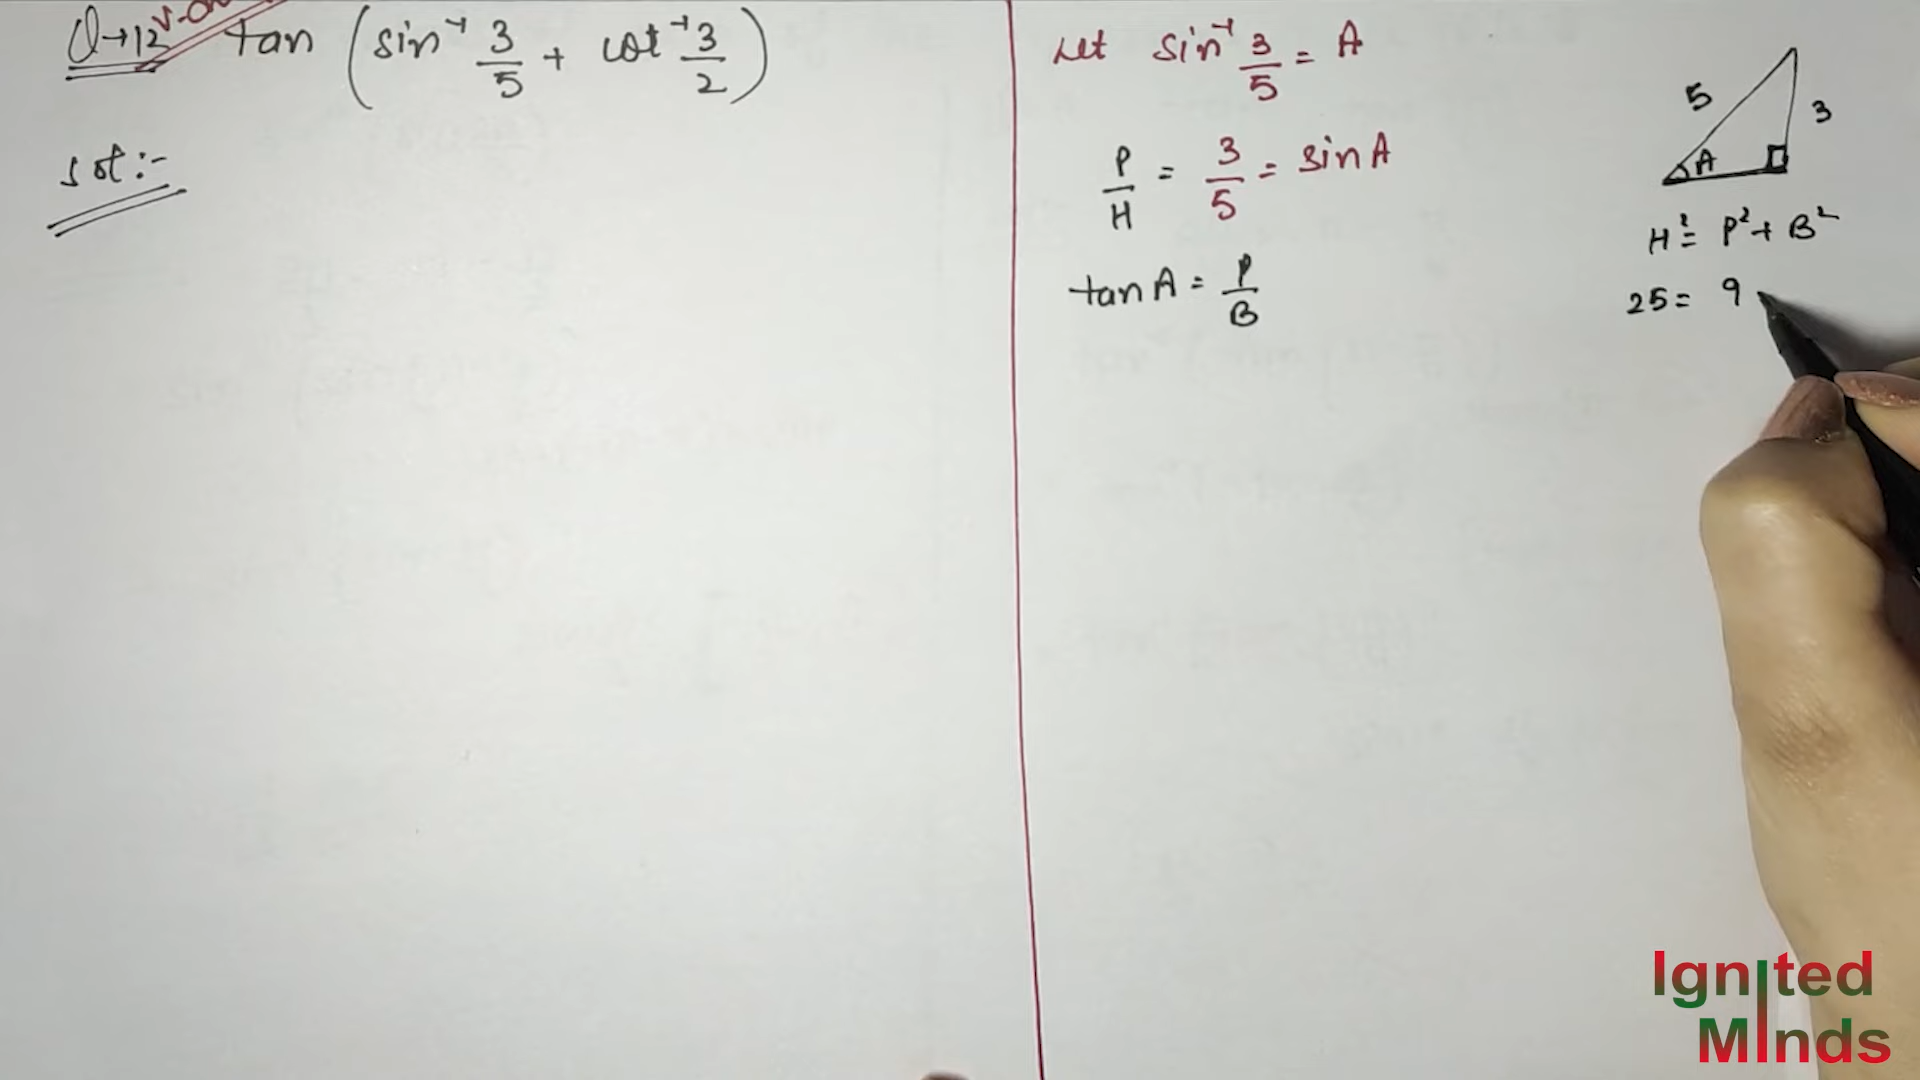 Q→12 tan (sin⁻¹ 3/5 + cot⁻¹ 3/2)
Sol:-
Let sin⁻¹ 3/5 = A
P/H = 3/5 = sin A
tan A = P/B
5
3
A
H² = P² + B²
25 = 9
Ignited
Minds